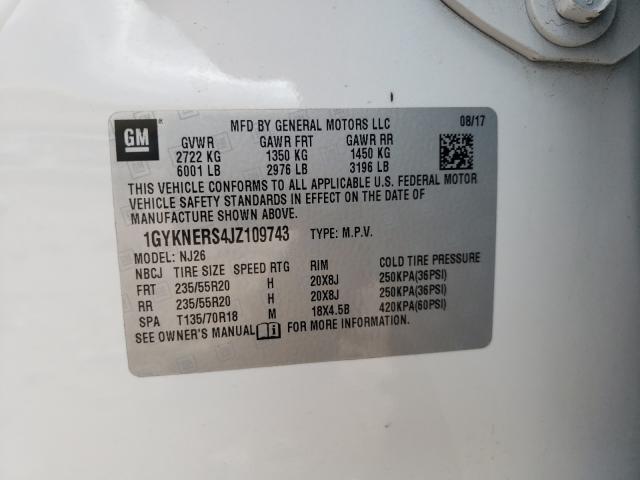 GM
MFD BY GENERAL MOTORS LLC 08/17
GVWR GAWR FRT GAWR RR
2722 KG 1350 KG 1450 KG
6001 LB 2976 LB 3196 LB
THIS VEHICLE CONFORMS TO ALL APPLICABLE U.S. FEDERAL MOTOR
VEHICLE SAFETY STANDARDS IN EFFECT ON THE DATE OF
MANUFACTURE SHOWN ABOVE.
1GYKNERS4JZ109743 TYPE: M.P.V.
MODEL: NJ26
NBCJ TIRE SIZE SPEED RTG RIM COLD TIRE PRESSURE
FRT 235/55R20 H 20X8J 250KPA(36PSI)
RR 235/55R20 H 20X8J 250KPA(36PSI)
SPA T135/70R18 M 18X4.5B 420KPA(60PSI)
SEE OWNER'S MANUAL FOR MORE INFORMATION.